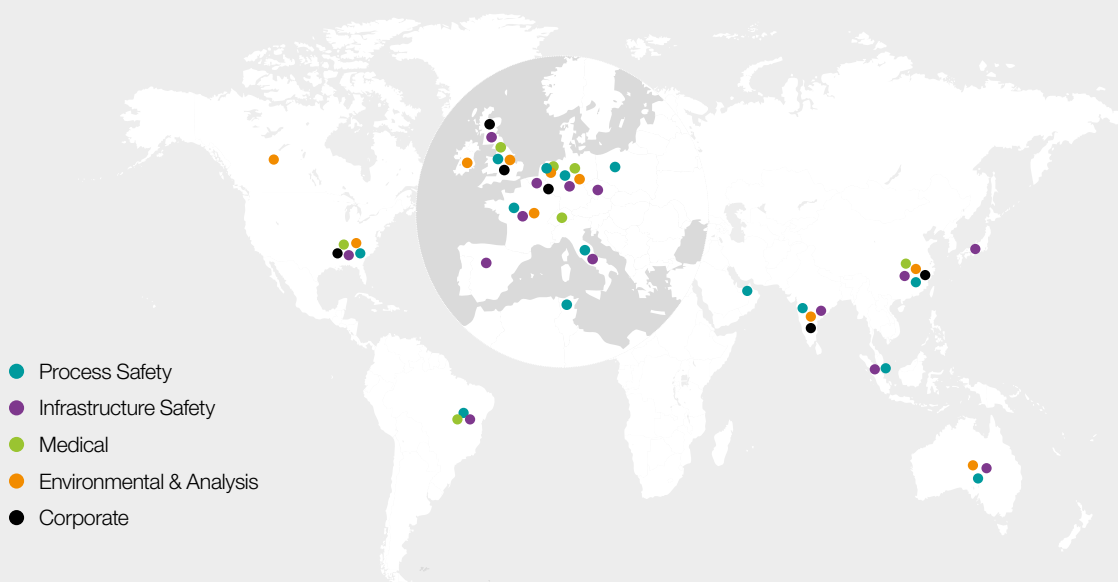 Process Safety
Infrastructure Safety
Medical
Environmental & Analysis
Corporate